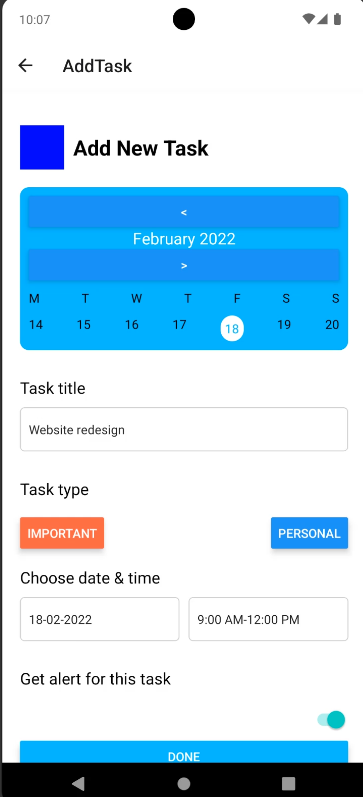 10:07
AddTask
Add New Task
<
February 2022
>
M T W T F S S
14 15 16 17 18 19 20
Task title
Website redesign
Task type
IMPORTANT PERSONAL
Choose date & time
18-02-2022 9:00 AM-12:00 PM
Get alert for this task
DONE